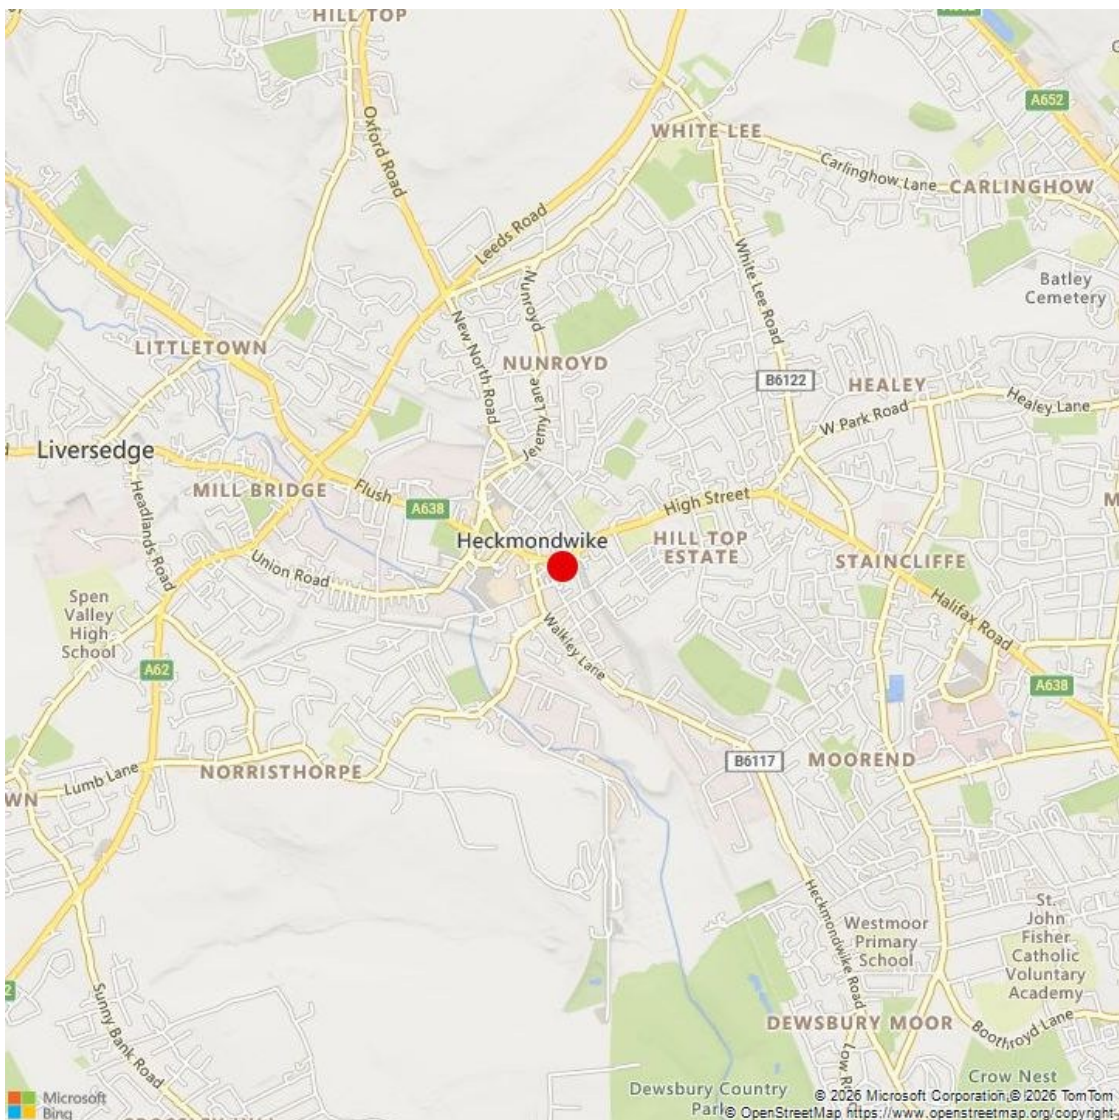 HILL TOP
A652
Oxford Road
WHITE LEE
Carlinghow Lane
CARLINGHOW
Leeds Road
White Lee Road
Batley
Cemetery
Nunroyd
LITTLETOWN
New North Road
NUNROYD
B6122
HEALEY
Jeremy Lane
Healey Lane
W Park Road
Liversedge
MILL BRIDGE
Flush
A638
High Street
Headlands Road
Heckmondwike
HILL TOP
ESTATE
STAINCLIFFE
Union Road
Spen
Valley
High
School
Halifax Road
Walkley Lane
A62
A638
B6117
MOOREND
NORRISTHORPE
Lumb Lane
WN
Heckmondwike Road
Westmoor
Primary
School
St.
John
Fisher
Catholic
Voluntary
Academy
2
Sunny Bank Road
DEWSBURY MOOR
Boothroyd Lane
Low R
Crow Nest
Dewsbury Country
Park
Microsoft
Bing
© 2026 Microsoft Corporation,© 2026 TomTom
© OpenStreetMap https://www.openstreetmap.org/copyright